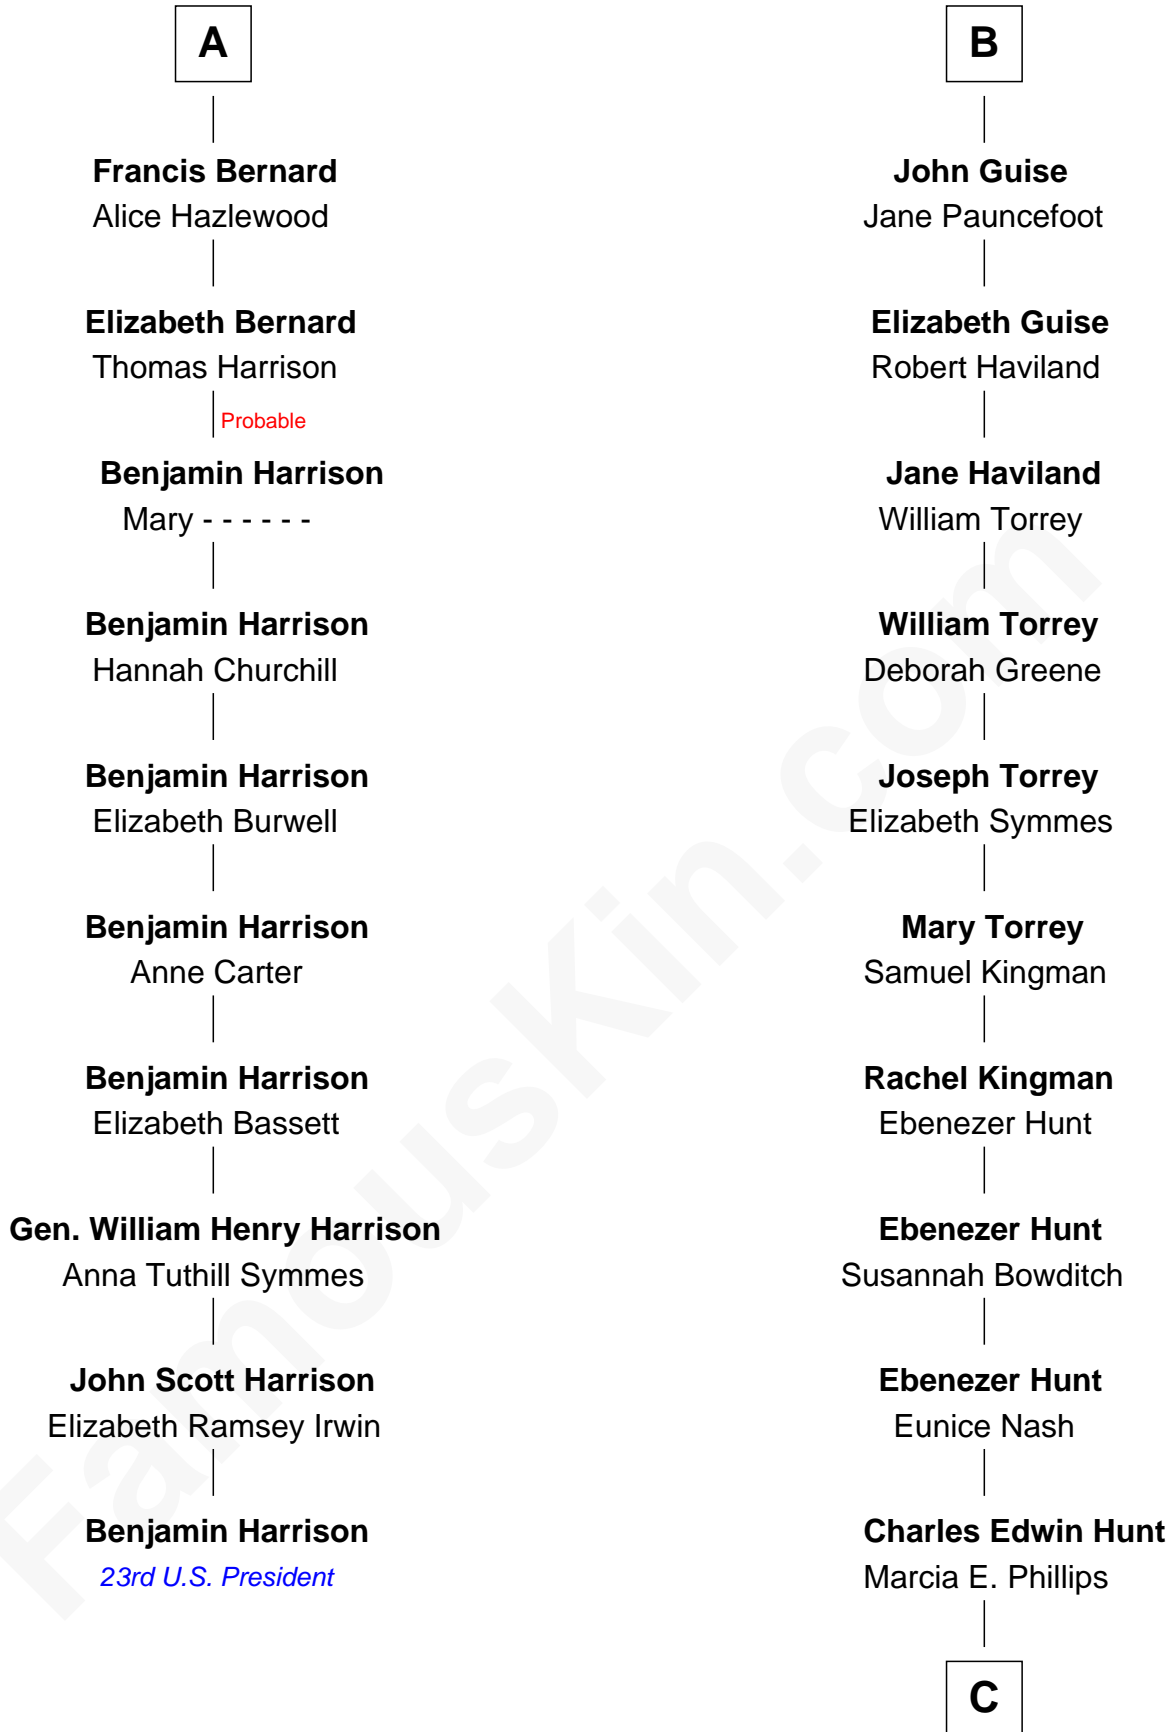 A
Francis Bernard
Alice Hazlewood
Elizabeth Bernard
Thomas Harrison
Probable
Benjamin Harrison
Mary - - - - - -
Benjamin Harrison
Hannah Churchill
Benjamin Harrison
Elizabeth Burwell
Benjamin Harrison
Anne Carter
Benjamin Harrison
Elizabeth Bassett
Gen. William Henry Harrison
Anna Tuthill Symmes
John Scott Harrison
Elizabeth Ramsey Irwin
Benjamin Harrison
23rd U.S. President
B
John Guise
Jane Pauncefoot
Elizabeth Guise
Robert Haviland
Jane Haviland
William Torrey
William Torrey
Deborah Greene
Joseph Torrey
Elizabeth Symmes
Mary Torrey
Samuel Kingman
Rachel Kingman
Ebenezer Hunt
Ebenezer Hunt
Susannah Bowditch
Ebenezer Hunt
Eunice Nash
Charles Edwin Hunt
Marcia E. Phillips
C
FamousKin.com